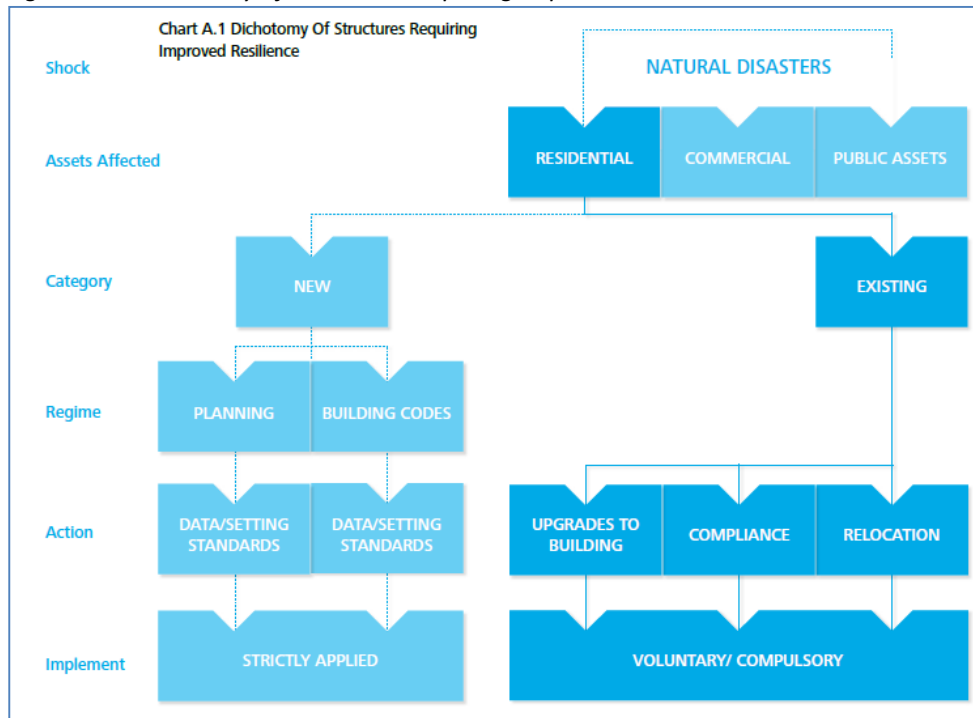 Chart A.1 Dichotomy Of Structures Requiring
Improved Resilience
Shock
NATURAL DISASTERS
Assets Affected
RESIDENTIAL
COMMERCIAL
PUBLIC ASSETS
Category
NEW
EXISTING
Regime
PLANNING
BUILDING CODES
Action
DATA/SETTING
STANDARDS
DATA/SETTING
STANDARDS
UPGRADES TO
BUILDING
COMPLIANCE
RELOCATION
Implement
STRICTLY APPLIED
VOLUNTARY/ COMPULSORY